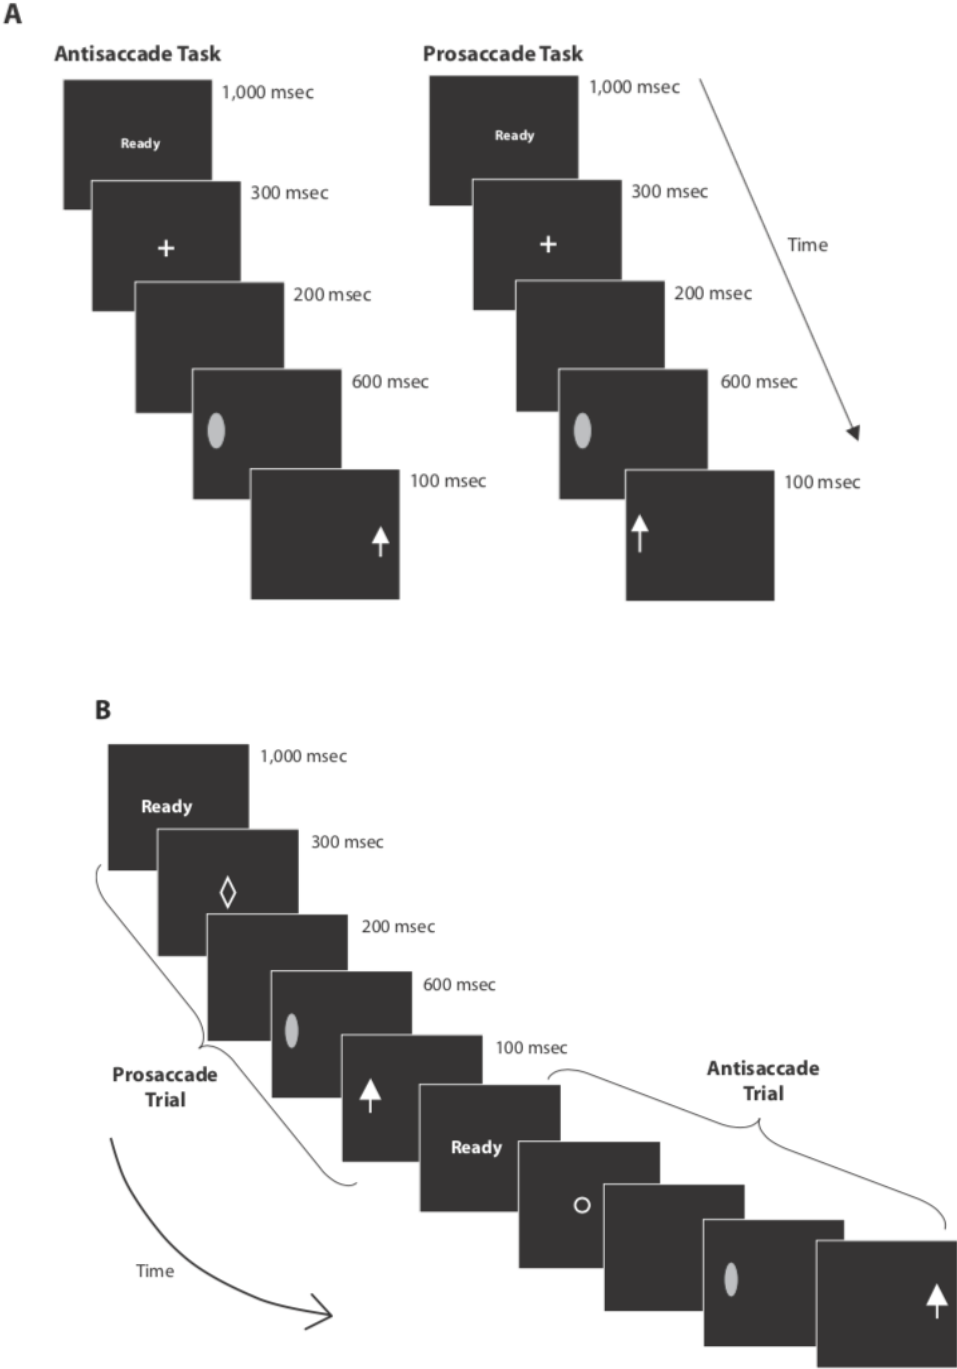 A
Antisaccade Task
Prosaccade Task
1,000 msec
1,000 msec
Ready
Ready
300 msec
300 msec
Time
200 msec
200 msec
600 msec
600 msec
100 msec
100 msec
B
1,000 msec
Ready
300 msec
200 msec
600 msec
100 msec
Prosaccade
Trial
Antisaccade
Trial
Ready
Time